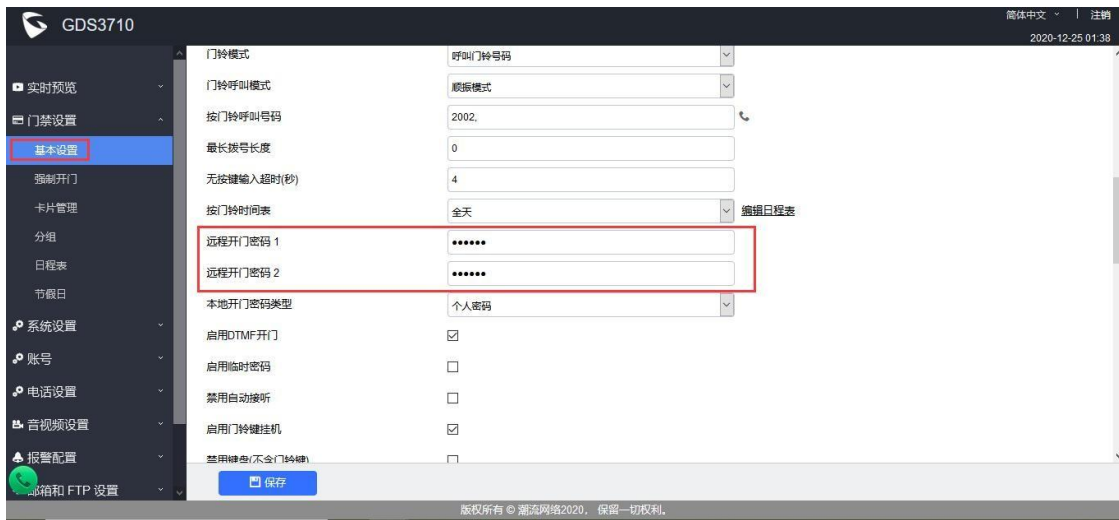 GDS3710
简体中文
注销
2020-12-25 01:38
实时预览
门禁设置
基本设置
强制开门
卡片管理
分组
日程表
节假日
系统设置
账号
电话设置
音视频设置
报警配置
邮箱和 FTP 设置
门铃模式 呼叫门铃号码
门铃呼叫模式 顺振模式
按门铃呼叫号码 2002,
最长拨号长度 0
无按键输入超时(秒) 4
按门铃时间表 全天 编辑日程表
远程开门密码 1 ●●●●●●
远程开门密码 2 ●●●●●●
本地开门密码类型 个人密码
启用DTMF开门
启用临时密码
禁用自动接听
启用门铃键挂机
禁用键盘(不含门铃键)
保存
版权所有 © 潮流网络2020， 保留一切权利。